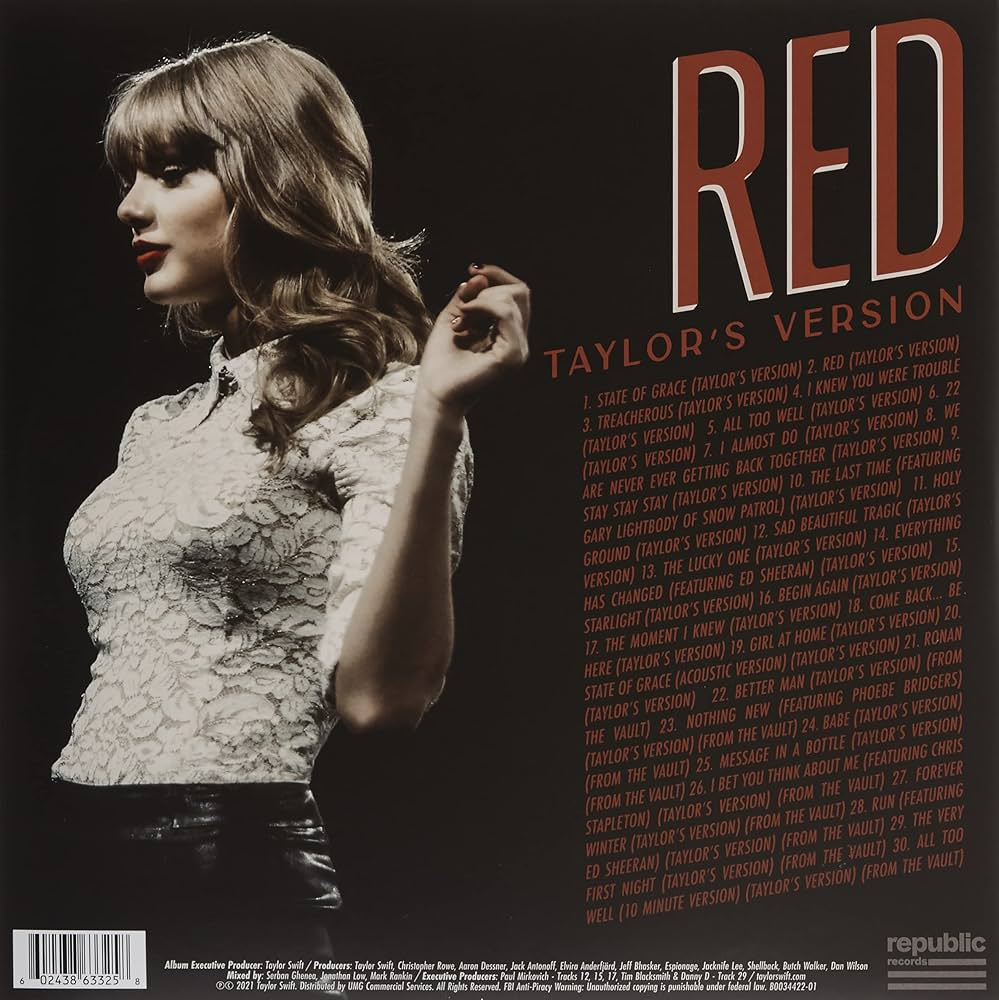 RED
TAYLOR'S VERSION
1. STATE OF GRACE (TAYLOR'S VERSION) 2. RED (TAYLOR'S VERSION)
3. TREACHEROUS (TAYLOR'S VERSION) 4. I KNEW YOU WERE TROUBLE
(TAYLOR'S VERSION) 5. ALL TOO WELL (TAYLOR'S VERSION) 6. 22
(TAYLOR'S VERSION) 7. I ALMOST DO (TAYLOR'S VERSION) 8. WE
ARE NEVER EVER GETTING BACK TOGETHER (TAYLOR'S VERSION) 9.
STAY STAY STAY (TAYLOR'S VERSION) 10. THE LAST TIME (FEATURING
GARY LIGHTBODY OF SNOW PATROL) (TAYLOR'S VERSION) 11. HOLY
GROUND (TAYLOR'S VERSION) 12. SAD BEAUTIFUL TRAGIC (TAYLOR'S
VERSION) 13. THE LUCKY ONE (TAYLOR'S VERSION) 14. EVERYTHING
HAS CHANGED (FEATURING ED SHEERAN) (TAYLOR'S VERSION) 15.
STARLIGHT (TAYLOR'S VERSION) 16. BEGIN AGAIN (TAYLOR'S VERSION)
17. THE MOMENT I KNEW (TAYLOR'S VERSION) 18. COME BACK... BE
HERE (TAYLOR'S VERSION) 19. GIRL AT HOME (TAYLOR'S VERSION) 20.
STATE OF GRACE (ACOUSTIC VERSION) (TAYLOR'S VERSION) 21. RONAN
(TAYLOR'S VERSION) 22. BETTER MAN (TAYLOR'S VERSION) (FROM
THE VAULT) 23. NOTHING NEW (FEATURING PHOEBE BRIDGERS)
(TAYLOR'S VERSION) (FROM THE VAULT) 24. BABE (TAYLOR'S VERSION)
(FROM THE VAULT) 25. MESSAGE IN A BOTTLE (TAYLOR'S VERSION)
(FROM THE VAULT) 26. I BET YOU THINK ABOUT ME (FEATURING CHRIS
STAPLETON) (TAYLOR'S VERSION) (FROM THE VAULT) 27. FOREVER
WINTER (TAYLOR'S VERSION) (FROM THE VAULT) 28. RUN (FEATURING
ED SHEERAN) (TAYLOR'S VERSION) (FROM THE VAULT) 29. THE VERY
FIRST NIGHT (TAYLOR'S VERSION) (FROM THE VAULT) 30. ALL TOO
WELL (10 MINUTE VERSION) (TAYLOR'S VERSION) (FROM THE VAULT)
6 02438 63325 8
Album Executive Producer: Taylor Swift / Producers: Taylor Swift, Christopher Rowe, Aaron Dessner, Jack Antonoff, Elvira Anderfjärd, Jeff Bhasker, Espionage, Jacknife Lee, Shellback, Butch Walker, Dan Wilson
Mixed by: Serban Ghenea, Jonathan Low, Mark Rankin / Executive Producers: Paul Mirkovich - Tracks 12, 15, 17, Tim Blacksmith & Danny D - Track 29 / taylorswift.com
℗© 2021 Taylor Swift. Distributed by UMG Commercial Services. All Rights Reserved. FBI Anti-Piracy Warning: Unauthorized copying is punishable under federal law. B0034422-01
republic
records